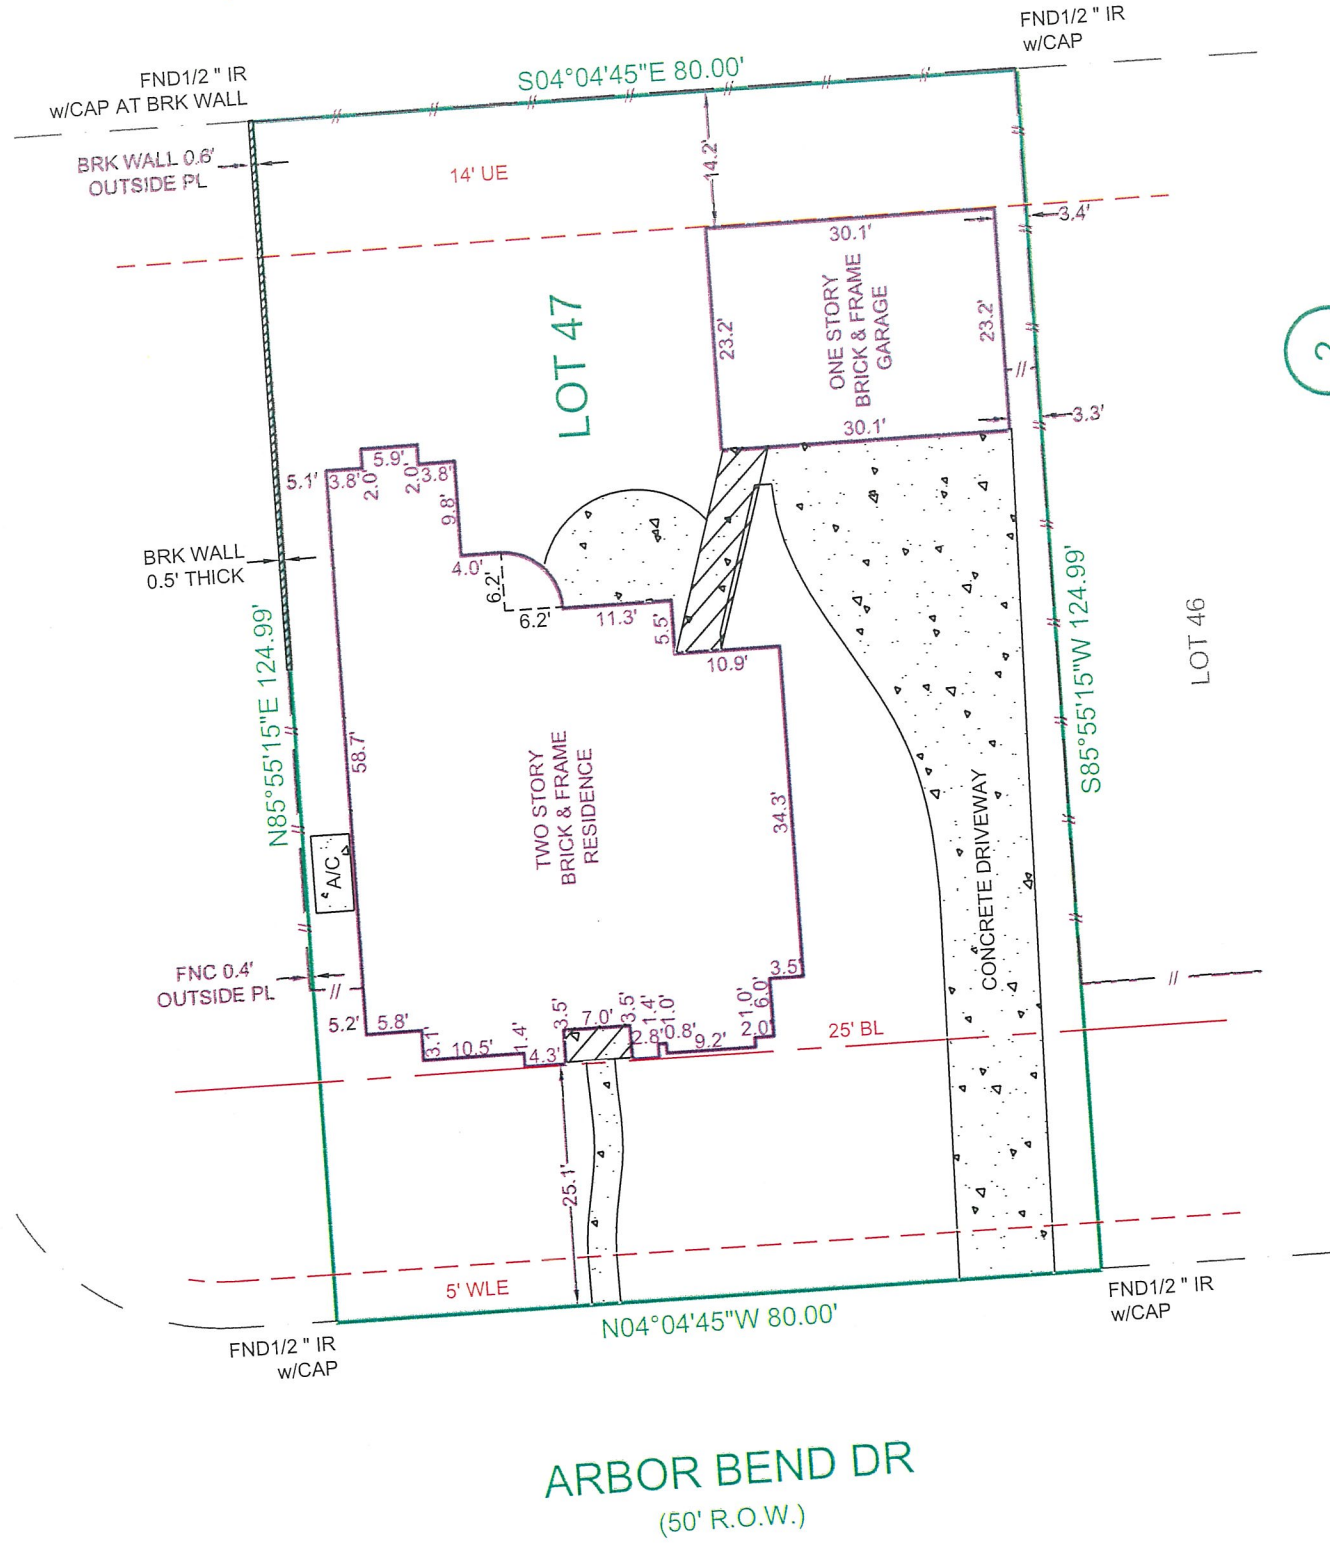 FND1/2 " IR
w/CAP
FND1/2 " IR
w/CAP AT BRK WALL
S04°04'45"E 80.00'
BRK WALL 0.6'
OUTSIDE PL
14' UE
14.2'
3.4'
30.1'
LOT 47
23.2'
ONE STORY
BRICK & FRAME
GARAGE
23.2'
2
3.3'
30.1'
5.1'
3.8'
5.9'
2.0'
2.0'
3.8'
9.8'
BRK WALL
0.5' THICK
4.0'
6.2'
6.2'
11.3'
5.5'
10.9'
N85°55'15"E 124.99'
S85°55'15"W 124.99'
LOT 46
58.7'
TWO STORY
BRICK & FRAME
RESIDENCE
34.3'
A/C
CONCRETE DRIVEWAY
FNC 0.4'
OUTSIDE PL
3.5'
5.2'
5.8'
3.1'
10.5'
1.4'
4.3'
3.5'
7.0'
3.5'
2.8'
1.4'
1.0'
0.8'
9.2'
1.0'
6.0'
2.0'
25' BL
25.1'
5' WLE
N04°04'45"W 80.00'
FND1/2 " IR
w/CAP
FND1/2 " IR
w/CAP
ARBOR BEND DR
(50' R.O.W.)